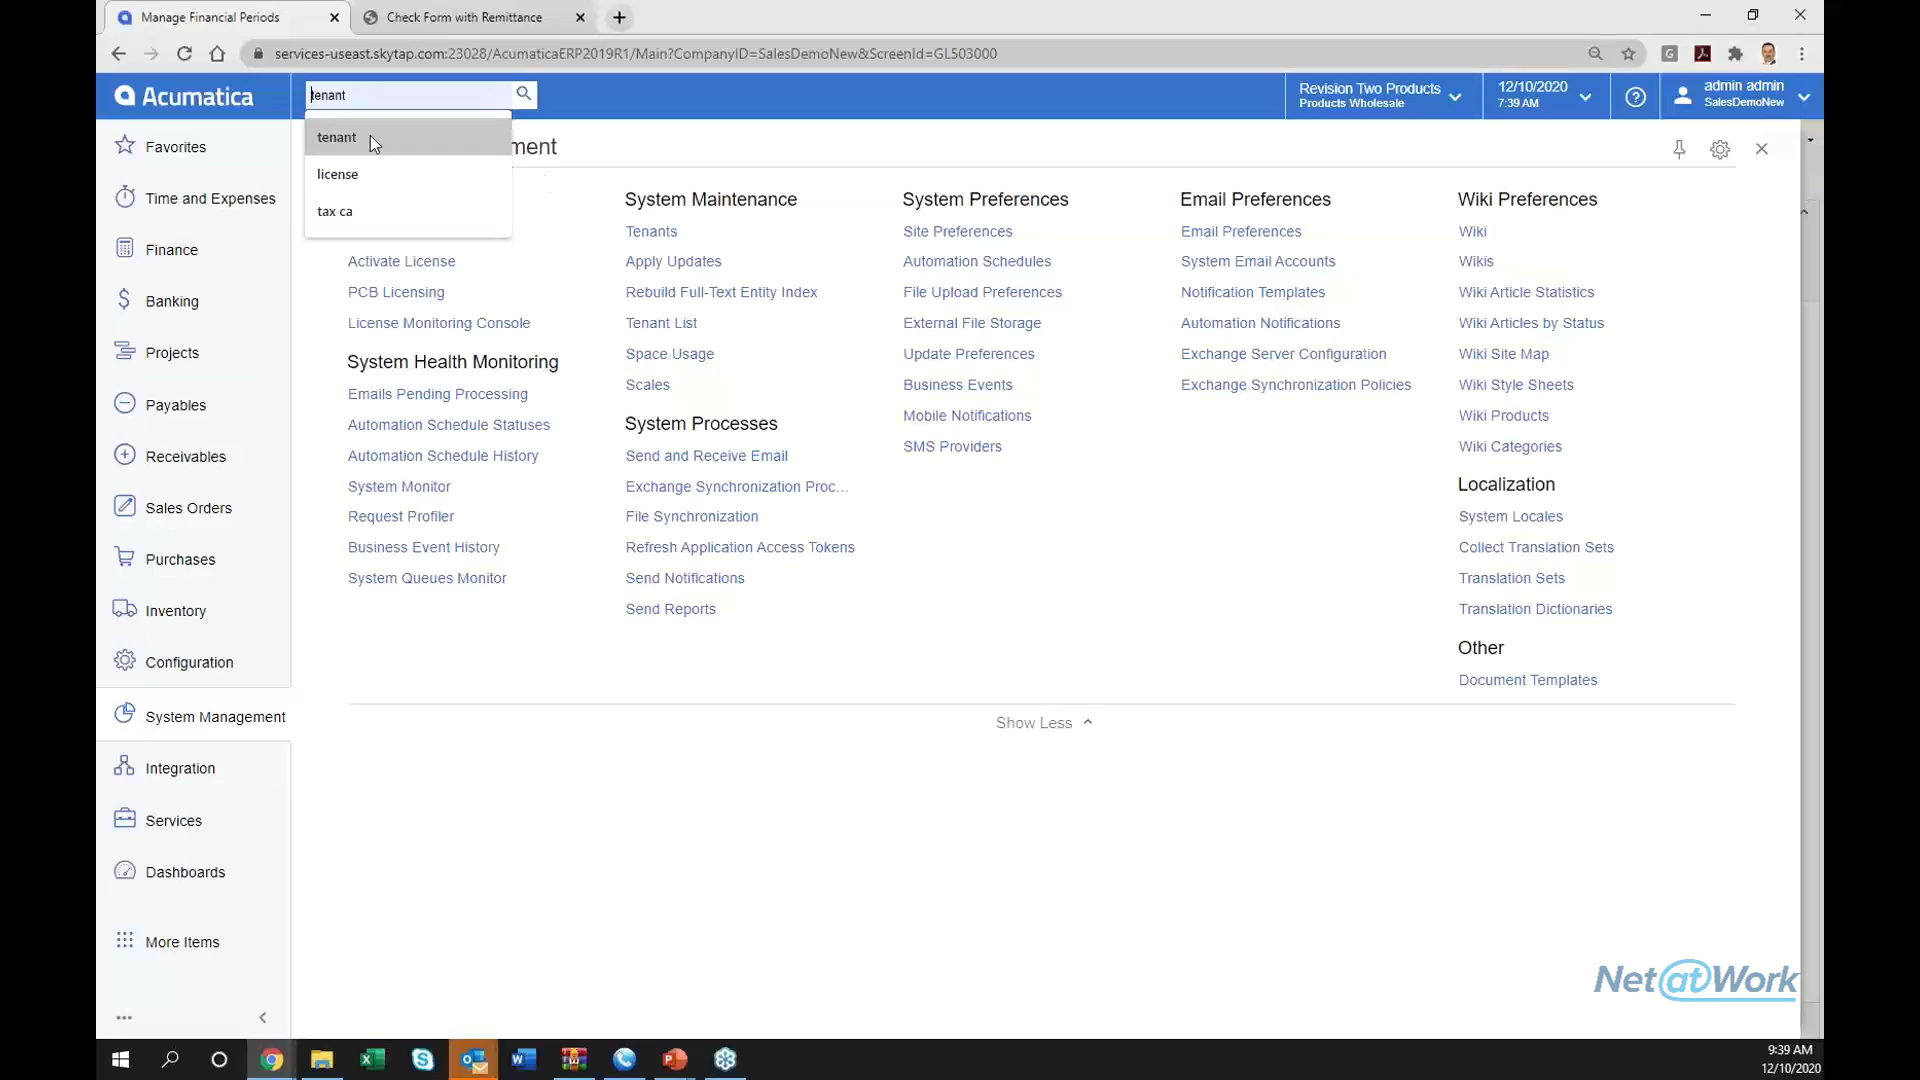 Manage Financial Periods
Check Form with Remittance
services-useast.skytap.com:23028/AcumaticaERP2019R1/Main?CompanyID=SalesDemoNew&ScreenId=GL503000
Acumatica
tenant
Revision Two Products
Products Wholesale
12/10/2020
7:39 AM
admin admin
SalesDemoNew
tenant
license
tax ca
ment
Favorites
Time and Expenses
Finance
Banking
Projects
Payables
Receivables
Sales Orders
Purchases
Inventory
Configuration
System Management
Integration
Services
Dashboards
More Items
Activate License
PCB Licensing
License Monitoring Console
System Health Monitoring
Emails Pending Processing
Automation Schedule Statuses
Automation Schedule History
System Monitor
Request Profiler
Business Event History
System Queues Monitor
System Maintenance
Tenants
Apply Updates
Rebuild Full-Text Entity Index
Tenant List
Space Usage
Scales
System Processes
Send and Receive Email
Exchange Synchronization Proc...
File Synchronization
Refresh Application Access Tokens
Send Notifications
Send Reports
System Preferences
Site Preferences
Automation Schedules
File Upload Preferences
External File Storage
Update Preferences
Business Events
Mobile Notifications
SMS Providers
Email Preferences
Email Preferences
System Email Accounts
Notification Templates
Automation Notifications
Exchange Server Configuration
Exchange Synchronization Policies
Wiki Preferences
Wiki
Wikis
Wiki Article Statistics
Wiki Articles by Status
Wiki Site Map
Wiki Style Sheets
Wiki Products
Wiki Categories
Localization
System Locales
Collect Translation Sets
Translation Sets
Translation Dictionaries
Other
Document Templates
Show Less
Net@Work
9:39 AM
12/10/2020